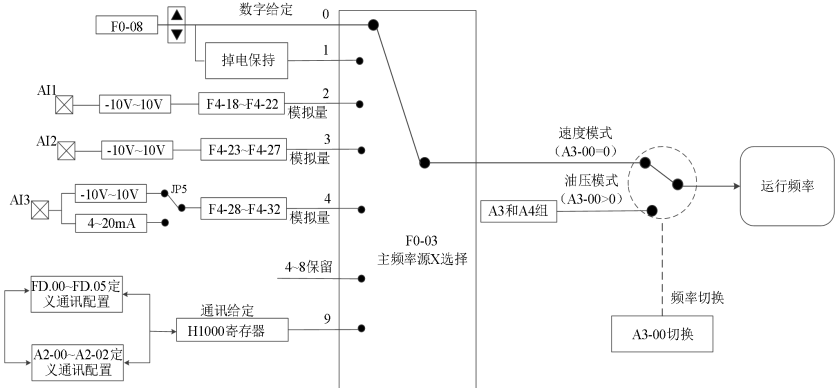 数字给定
0
F0-08
掉电保持
1
AI1
-10V~10V
F4-18~F4-22
2
模拟量
AI2
-10V~10V
F4-23~F4-27
3
模拟量
AI3
-10V~10V
4~20mA
JP5
F4-28~F4-32
4
模拟量
4~8保留
FD.00~FD.05定
义通讯配置
A2-00~A2-02定
义通讯配置
通讯给定
H1000寄存器
9
F0-03
主频率源X选择
速度模式
（A3-00=0）
油压模式
（A3-00>0）
A3和A4组
运行频率
频率切换
A3-00切换